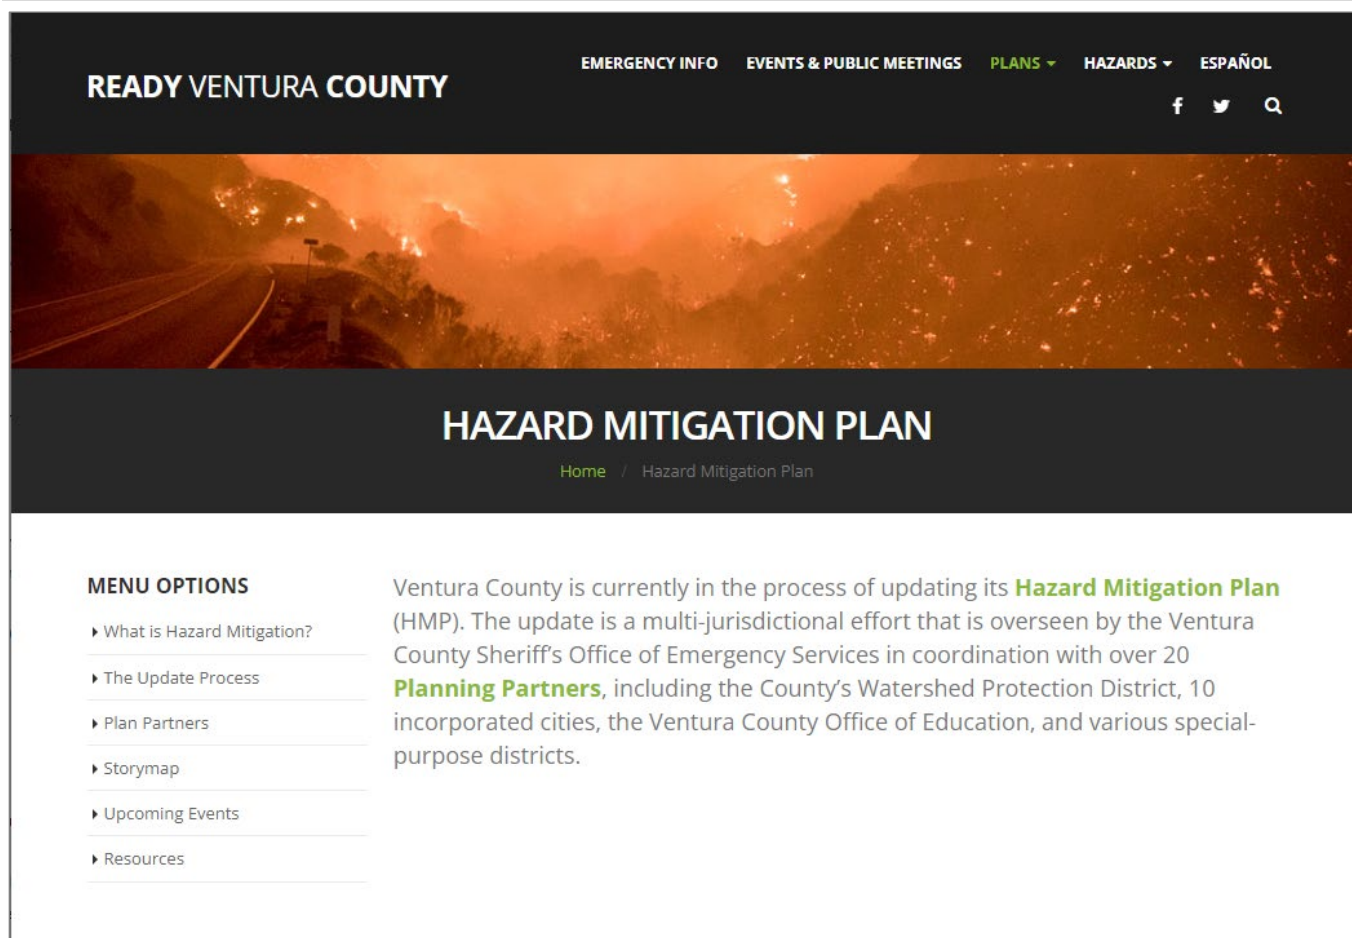 READY VENTURA COUNTY
EMERGENCY INFO EVENTS & PUBLIC MEETINGS PLANS HAZARDS ESPAÑOL
HAZARD MITIGATION PLAN
Home / Hazard Mitigation Plan
MENU OPTIONS
What is Hazard Mitigation?
The Update Process
Plan Partners
Storymap
Upcoming Events
Resources
Ventura County is currently in the process of updating its Hazard Mitigation Plan
(HMP). The update is a multi-jurisdictional effort that is overseen by the Ventura
County Sheriff's Office of Emergency Services in coordination with over 20
Planning Partners, including the County's Watershed Protection District, 10
incorporated cities, the Ventura County Office of Education, and various special-
purpose districts.